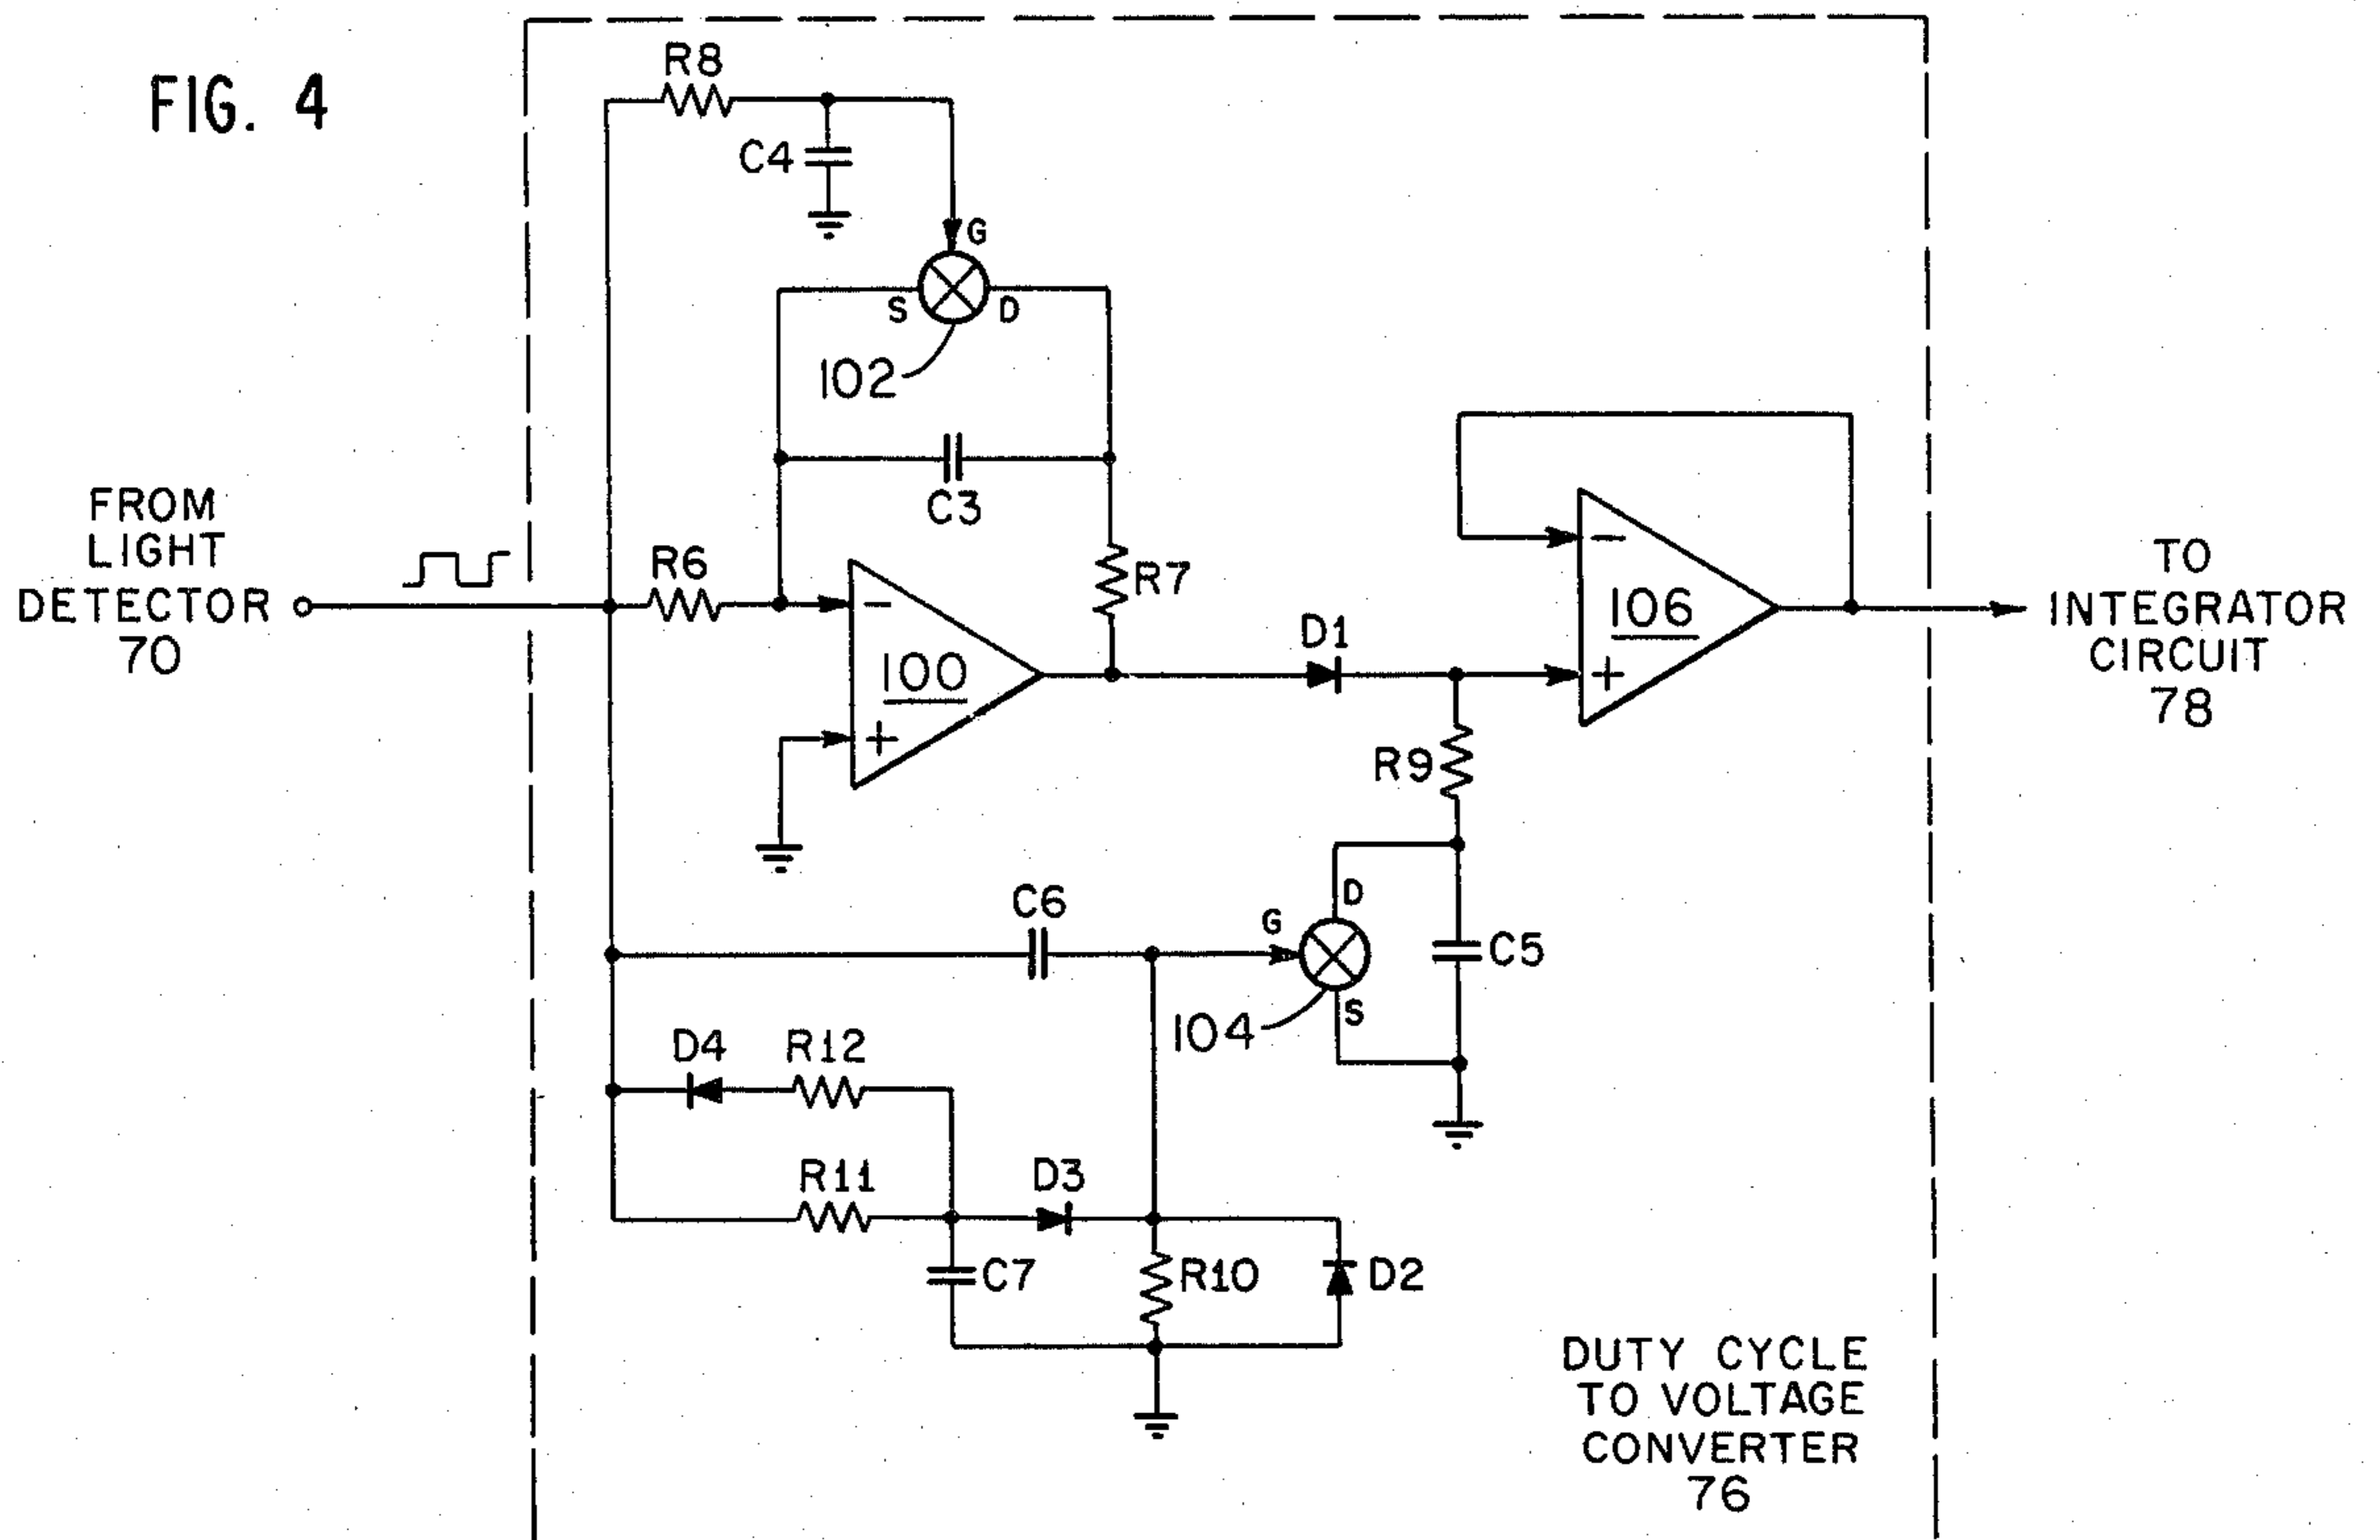 FIG. 4
R8
C4
G
S
D
102
C3
FROM
LIGHT
DETECTOR
70
R6
R7
−
100
+
D1
−
106
+
TO
INTEGRATOR
CIRCUIT
78
R9
C6
G
D
C5
S
104
D4
R12
R11
D3
C7
R10
D2
DUTY CYCLE
TO VOLTAGE
CONVERTER
76